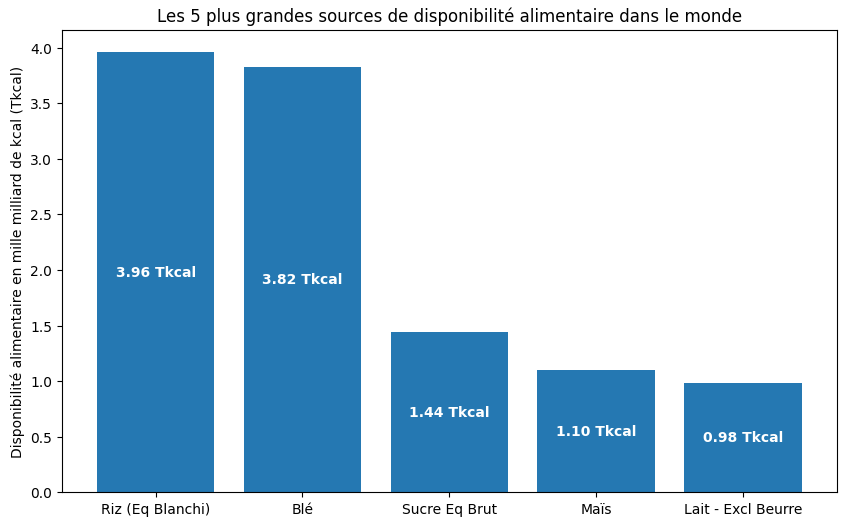 Les 5 plus grandes sources de disponibilité alimentaire dans le monde
Disponibilité alimentaire en mille milliard de kcal (Tkcal)
4.0
3.5
3.0
2.5
2.0
1.5
1.0
0.5
0.0
3.96 Tkcal
3.82 Tkcal
1.44 Tkcal
1.10 Tkcal
0.98 Tkcal
Riz (Eq Blanchi)
Blé
Sucre Eq Brut
Maïs
Lait - Excl Beurre